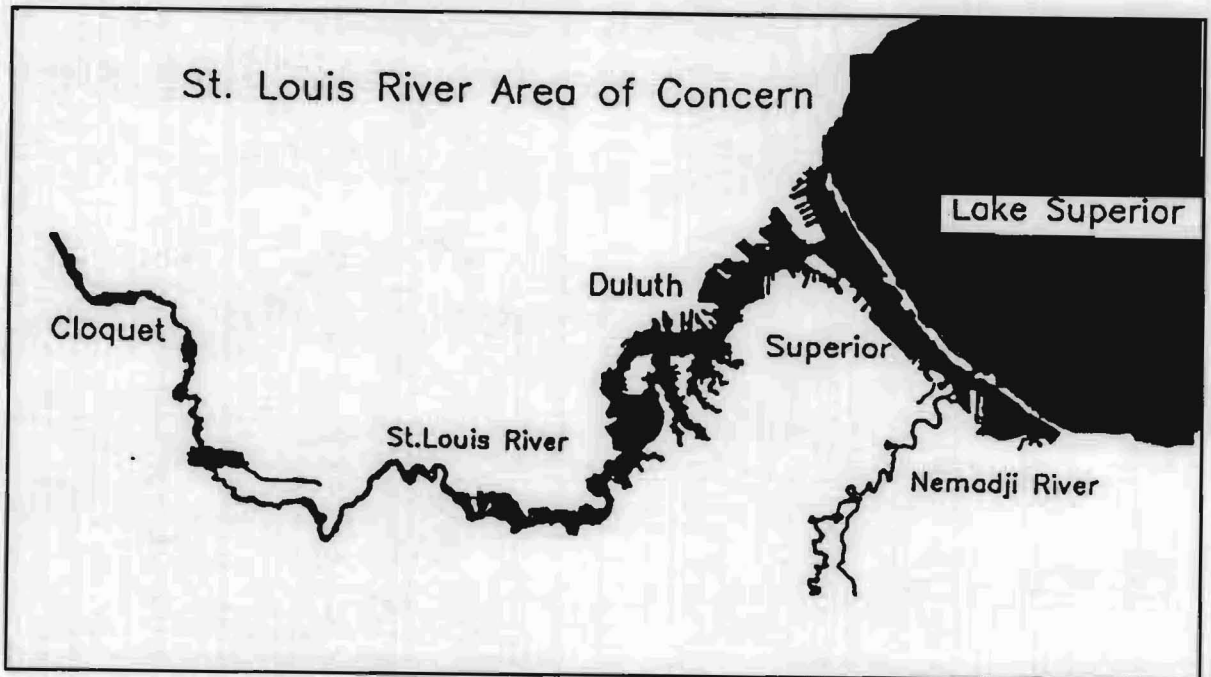 St. Louis River Area of Concern
Lake Superior
Duluth
Cloquet
Superior
St.Louis River
Nemadji River